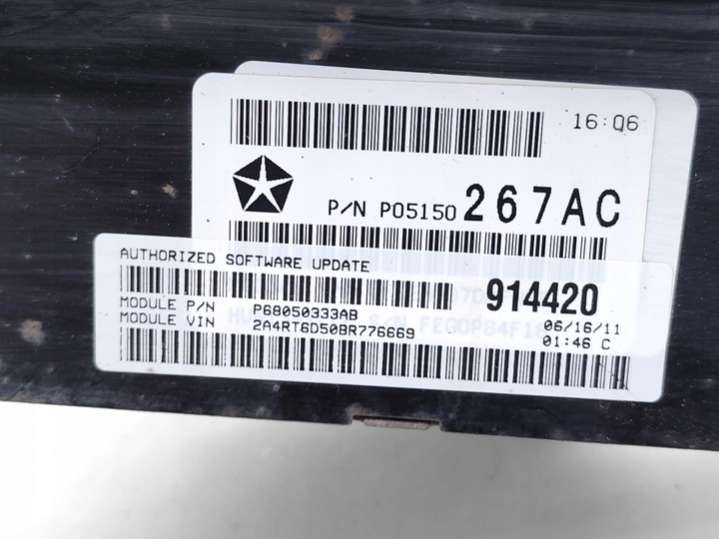 16:06
P/N P05150 267AC
AUTHORIZED SOFTWARE UPDATE
914420
MODULE P/N P68050333AB
MODULE VIN 2A4RT6D50BR776669
06/16/11
01:46 C